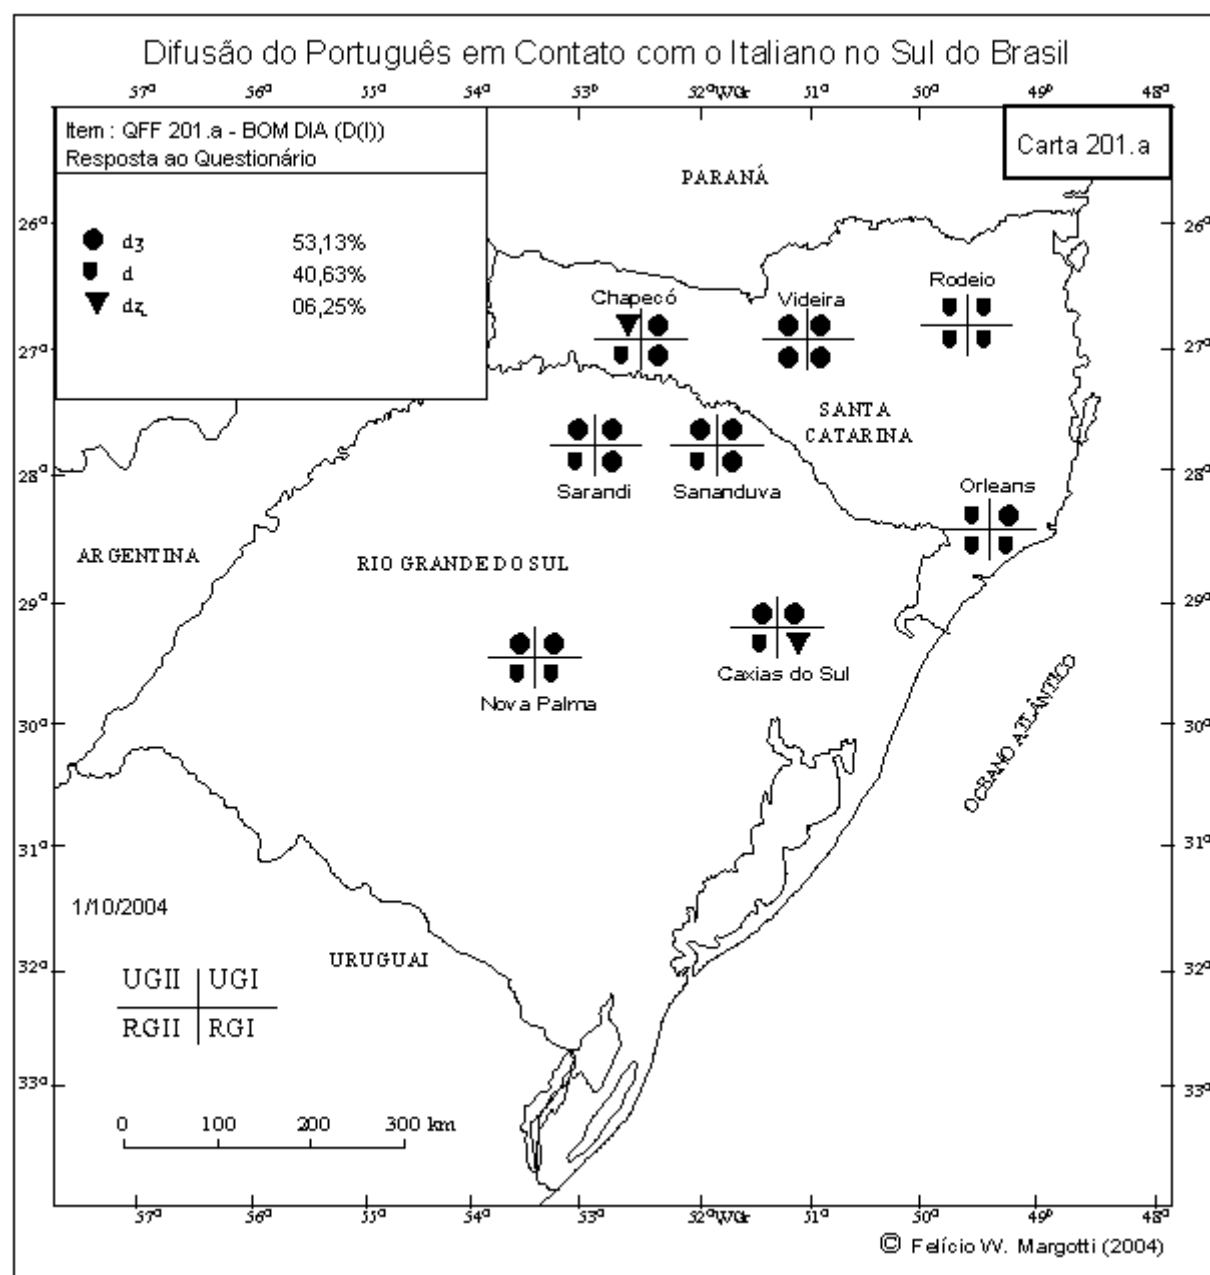 Difusão do Português em Contato com o Italiano no Sul do Brasil
57º 56º 55º 54º 53º 52º WGr 51º 50º 49º 48º
Item : QFF 201.a - BOM DIA (D(I))
Resposta ao Questionário
Carta 201.a
dʒ 53,13%
d 40,63%
dʐ 06,25%
PARANÁ
26º 26º
Chapecó Videira Rodeio
27º 27º
SANTA
CATARINA
28º 28º
Sarandi Sananduva Orleans
ARGENTINA RIO GRANDE DO SUL
29º 29º
Caxias do Sul
Nova Palma
OCEANO ATLÂNTICO
30º 30º
31º 31º
1/10/2004
URUGUAI
32º 32º
UGII UGI
RGII RGI
33º 33º
0 100 200 300 km
57º 56º 55º 54º 53º 52º WGr 51º 50º 49º 48º
© Felício W. Margotti (2004)